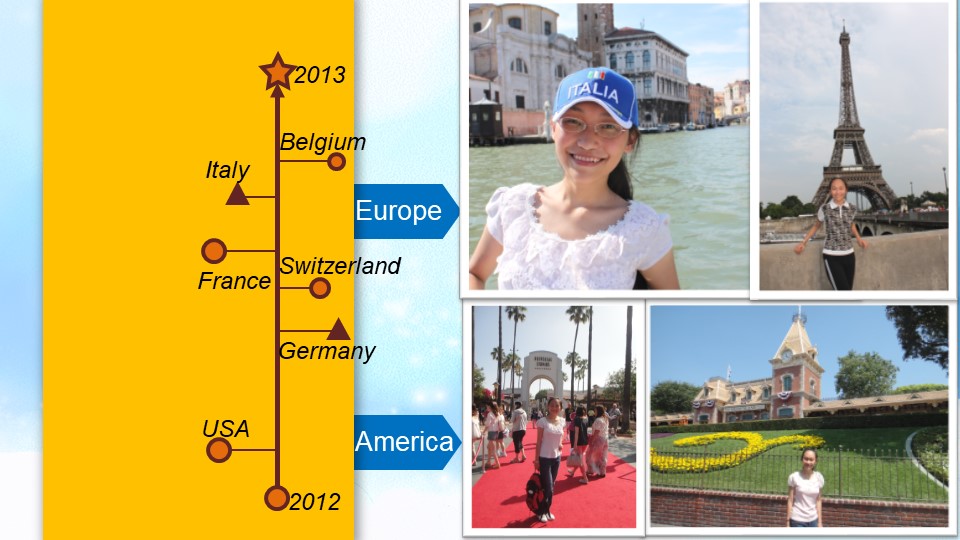 2013
Belgium
Italy
Europe
France
Switzerland
Germany
USA
America
2012
ITALIA